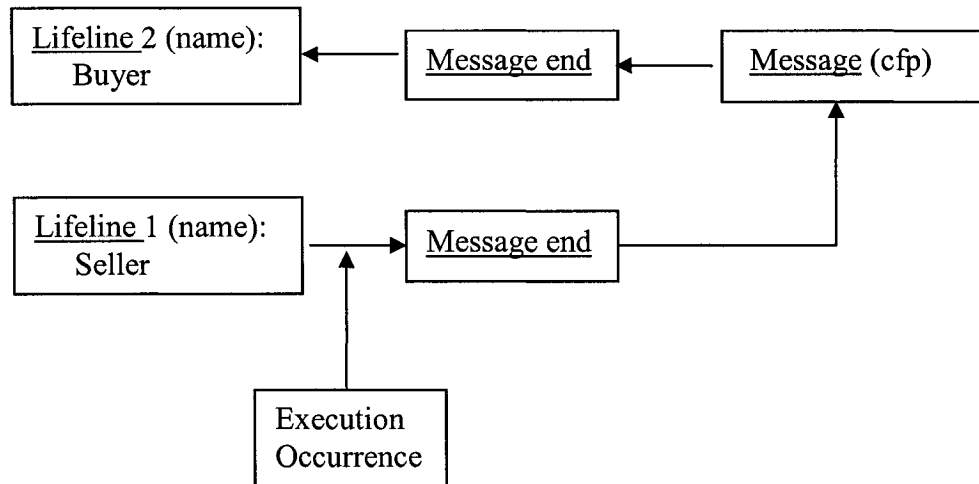 Lifeline 2 (name):
Buyer
Message end
Message (cfp)
Lifeline 1 (name):
Seller
Message end
Execution
Occurrence